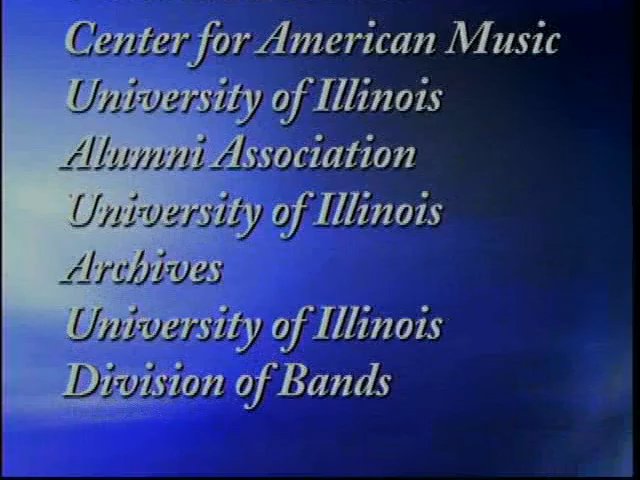 Center for American Music
University of Illinois
Alumni Association
University of Illinois
Archives
University of Illinois
Division of Bands